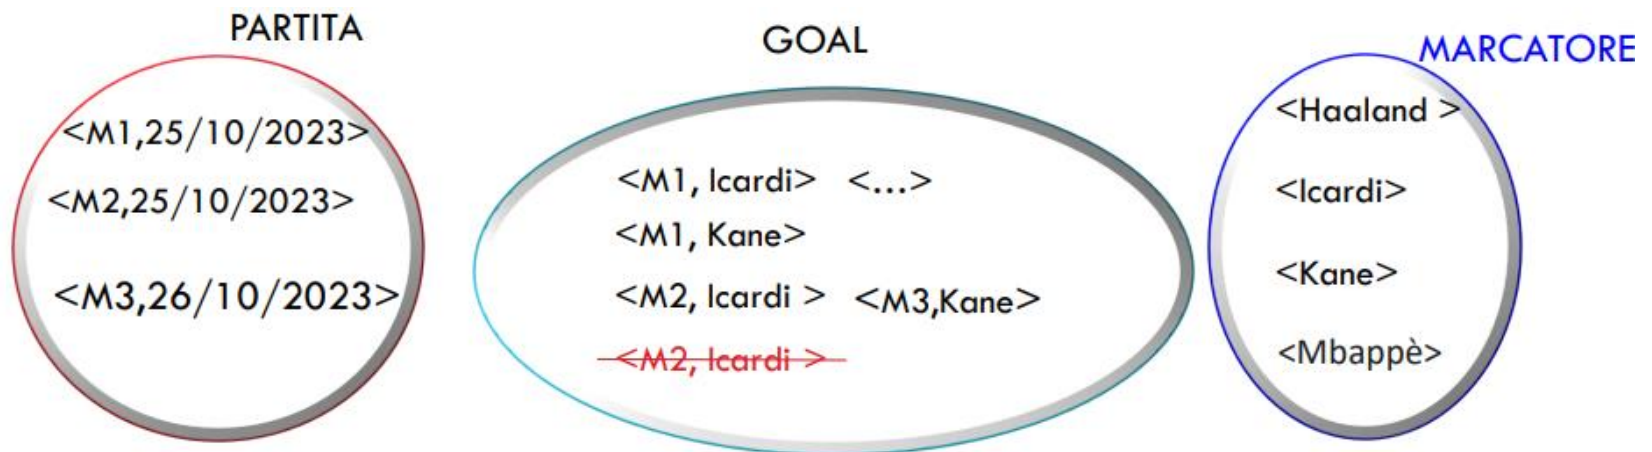 PARTITA
<M1,25/10/2023>
<M2,25/10/2023>
<M3,26/10/2023>
GOAL
<M1, Icardi> <...>
<M1, Kane>
<M2, Icardi > <M3,Kane>
<M2, Icardi >
MARCATORE
<Haaland >
<Icardi>
<Kane>
<Mbappè>